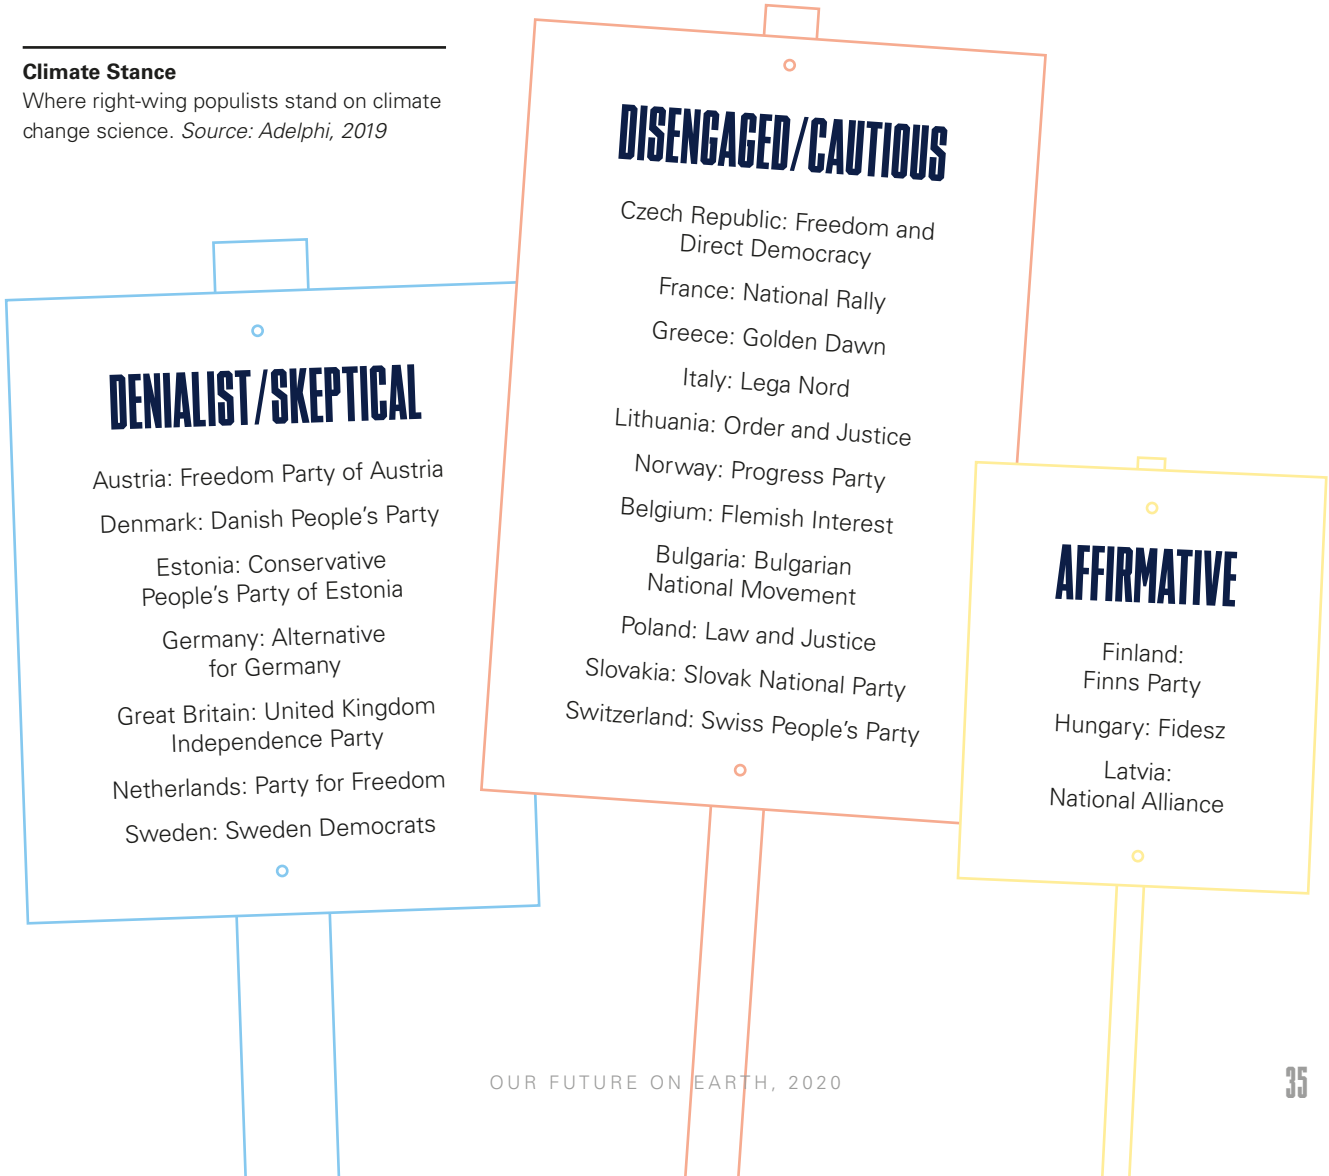 Climate Stance
Where right-wing populists stand on climate
change science. Source: Adelphi, 2019
DENIALIST/SKEPTICAL
Austria: Freedom Party of Austria
Denmark: Danish People’s Party
Estonia: Conservative
People’s Party of Estonia
Germany: Alternative
for Germany
Great Britain: United Kingdom
Independence Party
Netherlands: Party for Freedom
Sweden: Sweden Democrats
DISENGAGED/CAUTIOUS
Czech Republic: Freedom and
Direct Democracy
France: National Rally
Greece: Golden Dawn
Italy: Lega Nord
Lithuania: Order and Justice
Norway: Progress Party
Belgium: Flemish Interest
Bulgaria: Bulgarian
National Movement
Poland: Law and Justice
Slovakia: Slovak National Party
Switzerland: Swiss People’s Party
AFFIRMATIVE
Finland:
Finns Party
Hungary: Fidesz
Latvia:
National Alliance
OUR FUTURE ON EARTH, 2020
35